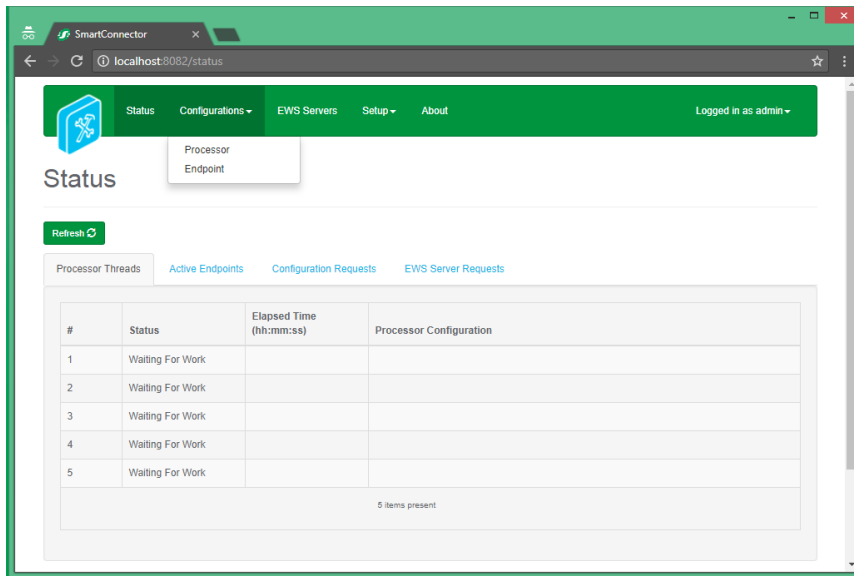 SmartConnector
localhost:8082/status
Status Configurations EWS Servers Setup About Logged in as admin
Processor
Endpoint
Status
Refresh
Processor Threads Active Endpoints Configuration Requests EWS Server Requests
# Status Elapsed Time (hh:mm:ss) Processor Configuration
1 Waiting For Work
2 Waiting For Work
3 Waiting For Work
4 Waiting For Work
5 Waiting For Work
5 items present